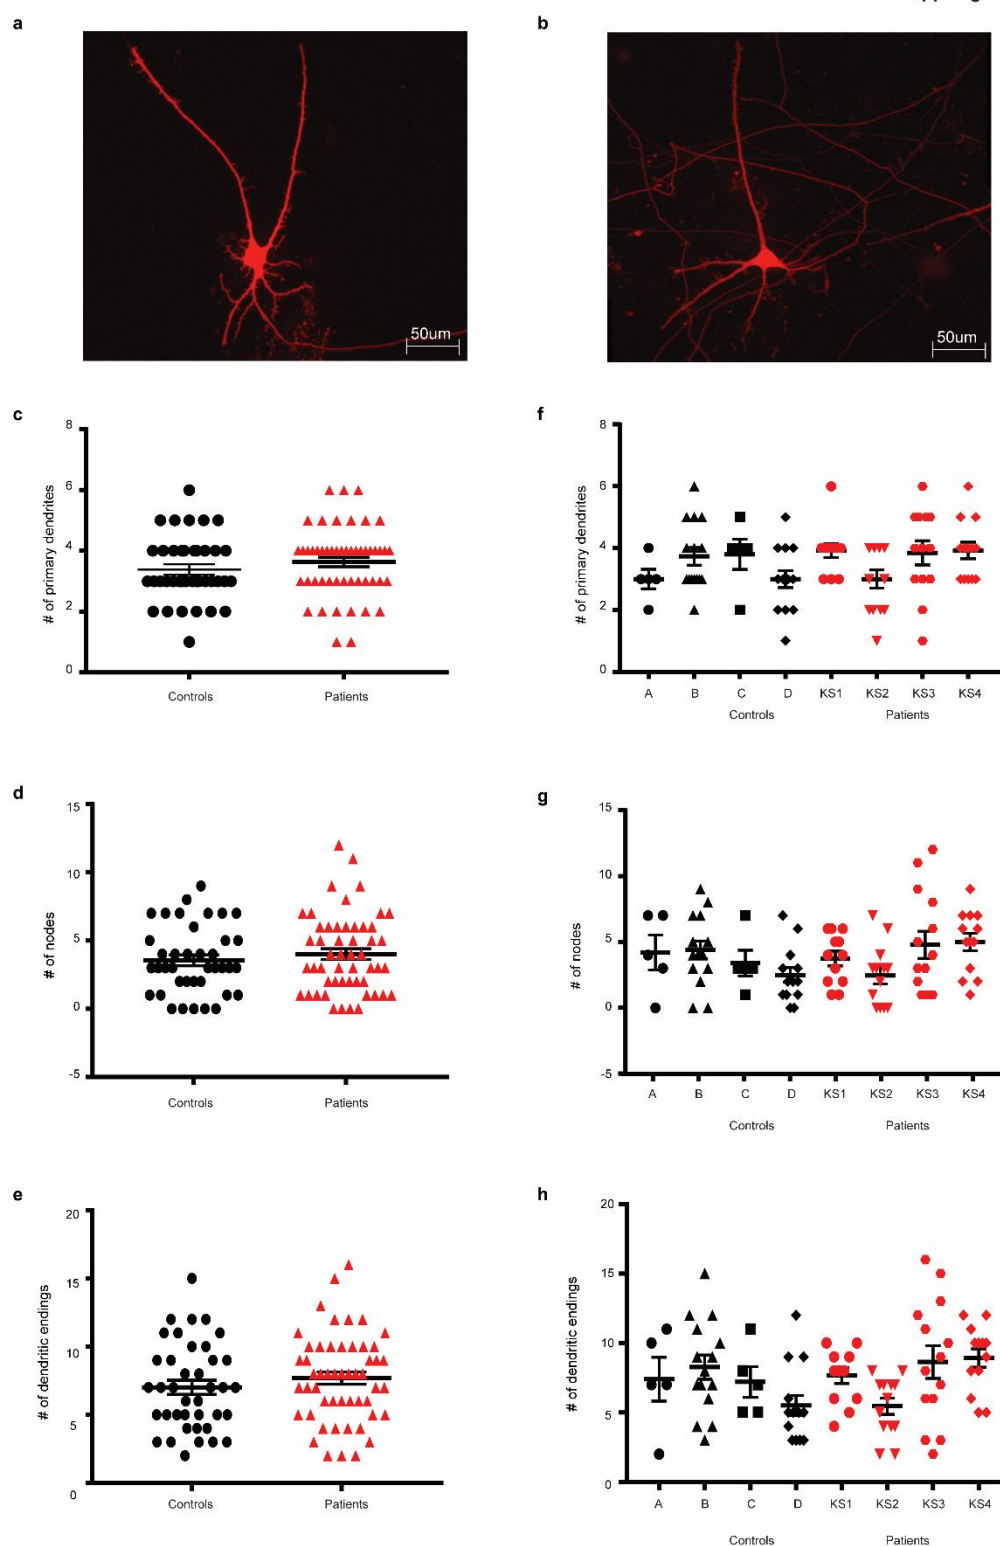 a
b
50um
50um
c
8
6
4
2
0
# of primary dendrites
Controls
Patients
f
8
6
4
2
0
# of primary dendrites
A B C D KS1 KS2 KS3 KS4
Controls Patients
d
15
10
5
0
-5
# of nodes
Controls
Patients
g
15
10
5
0
-5
# of nodes
A B C D KS1 KS2 KS3 KS4
Controls Patients
e
20
15
10
5
0
# of dendritic endings
Controls
Patients
h
20
15
10
5
0
# of dendritic endings
A B C D KS1 KS2 KS3 KS4
Controls Patients